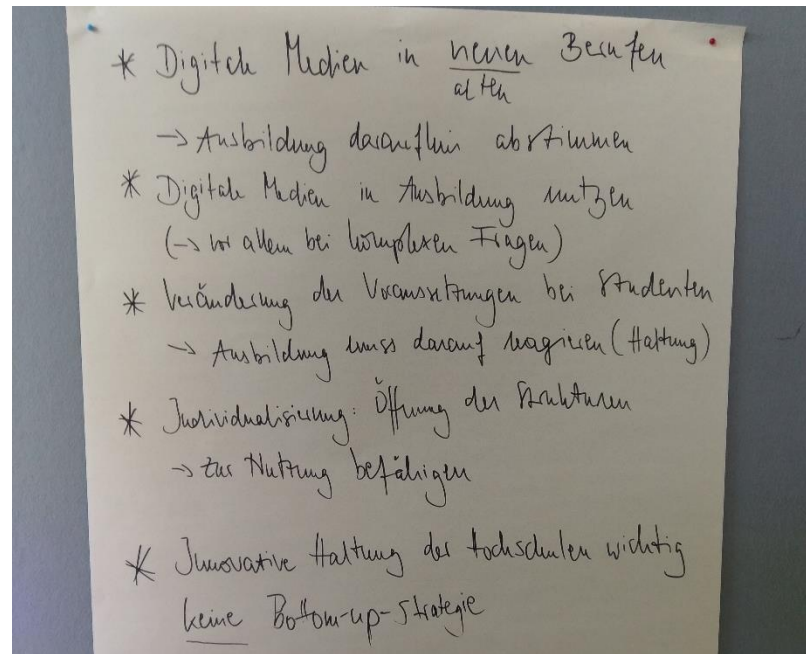 * Digitale Medien in neuen Berufen
alten
→ Ausbildung daraufhin abstimmen
* Digitale Medien in Ausbildung nutzen
(→ vor allem bei komplexen Fragen)
* Veränderung der Voraussetzungen bei Studenten
→ Ausbildung muss darauf reagieren (Haltung)
* Individualisierung: Öffnung der Strukturen
→ zur Nutzung befähigen
* Innovative Haltung der Hochschulen wichtig
keine Bottom-up-Strategie